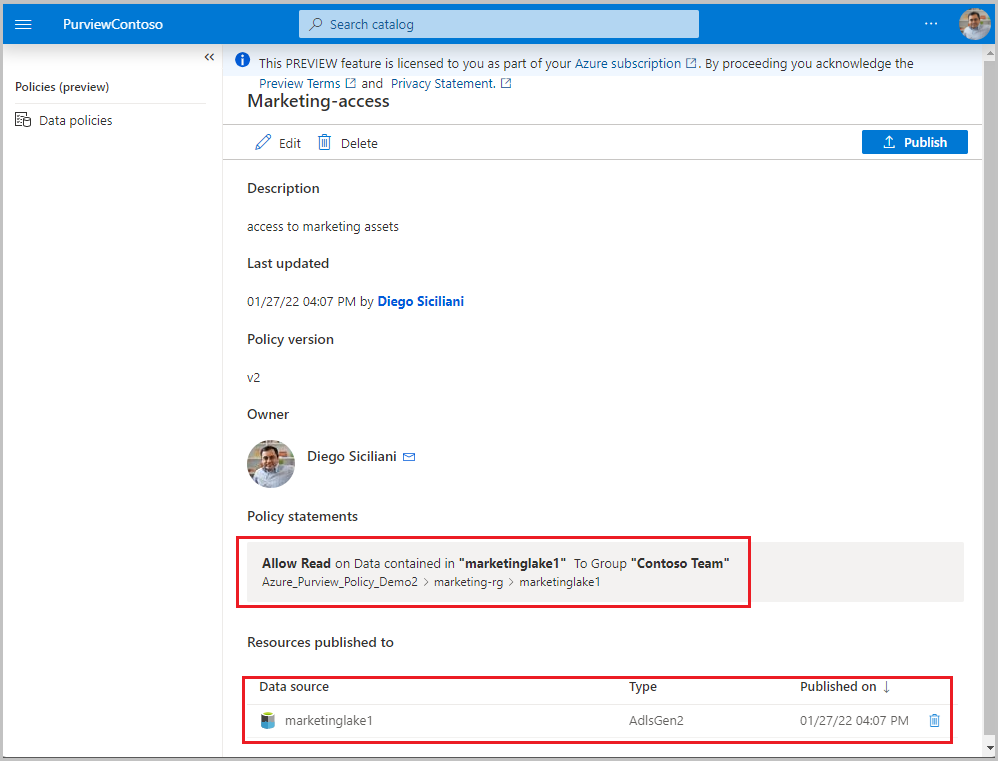 PurviewContoso
Search catalog
Policies (preview)
Data policies
This PREVIEW feature is licensed to you as part of your Azure subscription. By proceeding you acknowledge the
Preview Terms and Privacy Statement.
Marketing-access
Edit Delete Publish
Description
access to marketing assets
Last updated
01/27/22 04:07 PM by Diego Siciliani
Policy version
v2
Owner
Diego Siciliani
Policy statements
Allow Read on Data contained in "marketinglake1" To Group "Contoso Team"
Azure_Purview_Policy_Demo2 > marketing-rg > marketinglake1
Resources published to
Data source Type Published on ↓
marketinglake1 AdlsGen2 01/27/22 04:07 PM